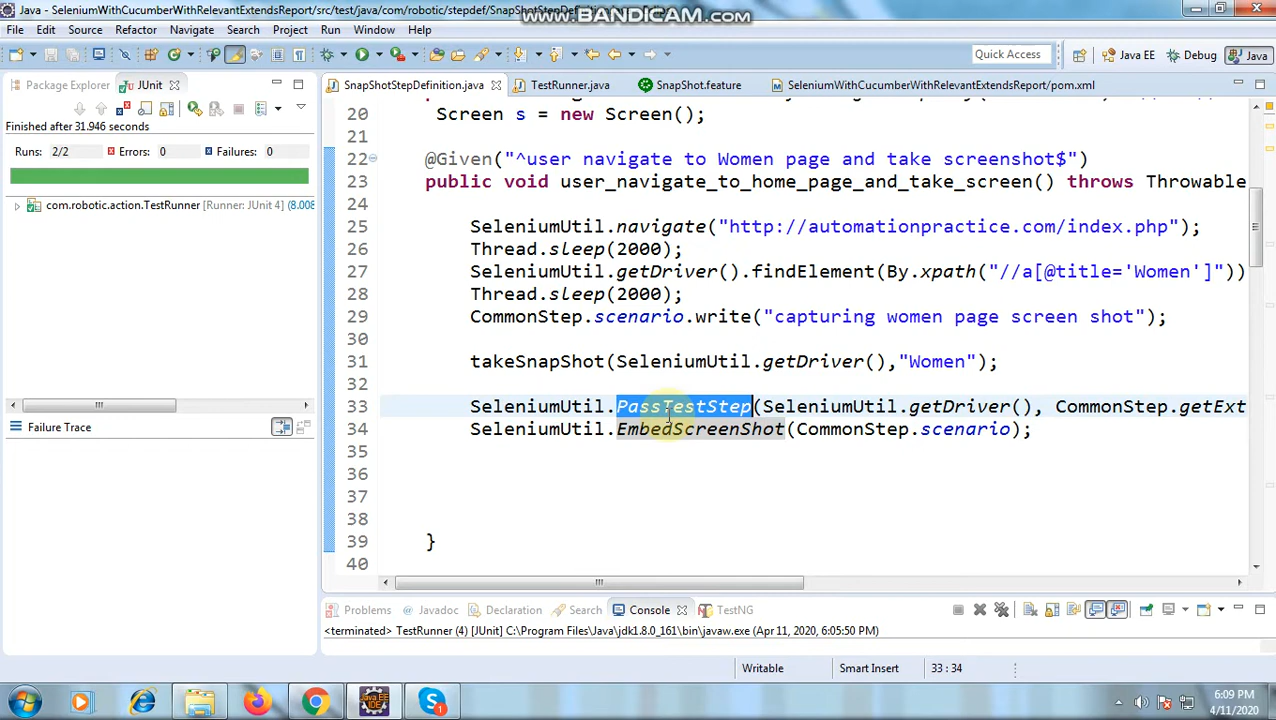 Java - SeleniumWithCucumberWithRelevantExtendsReport/src/test/java/com/robotic/stepdef/SnapShotStepDefinition.java
www.BANDICAM.com
File Edit Source Refactor Navigate Search Project Run Window Help
Quick Access Java EE Debug Java
Package Explorer JUnit SnapShotStepDefinition.java TestRunner.java SnapShot.feature SeleniumWithCucumberWithRelevantExtendsReport/pom.xml
Finished after 31.946 seconds
Runs: 2/2 Errors: 0 Failures: 0
com.robotic.action.TestRunner [Runner: JUnit 4] (8.008
Failure Trace
20 Screen s = new Screen();
21
22 @Given("^user navigate to Women page and take screenshot$")
23 public void user_navigate_to_home_page_and_take_screen() throws Throwable
25 SeleniumUtil.navigate("http://automationpractice.com/index.php");
26 Thread.sleep(2000);
27 SeleniumUtil.getDriver().findElement(By.xpath("//a[@title='Women']"))
28 Thread.sleep(2000);
29 CommonStep.scenario.write("capturing women page screen shot");
30
31 takeSnapShot(SeleniumUtil.getDriver(),"Women");
32
33 SeleniumUtil.PassTestStep(SeleniumUtil.getDriver(), CommonStep.getExt
34 SeleniumUtil.EmbedScreenShot(CommonStep.scenario);
35
36
37
38
39 }
40
Problems Javadoc Declaration Search Console TestNG
<terminated> TestRunner (4) [JUnit] C:\Program Files\Java\jdk1.8.0_161\bin\javaw.exe (Apr 11, 2020, 6:05:50 PM)
Writable Smart Insert 33 : 34
6:09 PM
4/11/2020